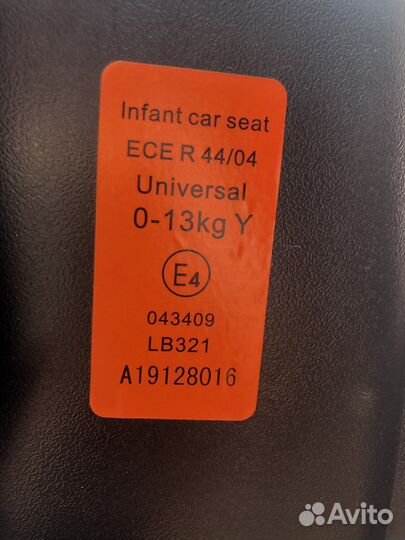 Infant car seat
ECE R 44/04
Universal
0-13kg Y
E4
043409
LB321
A19128016
Avito